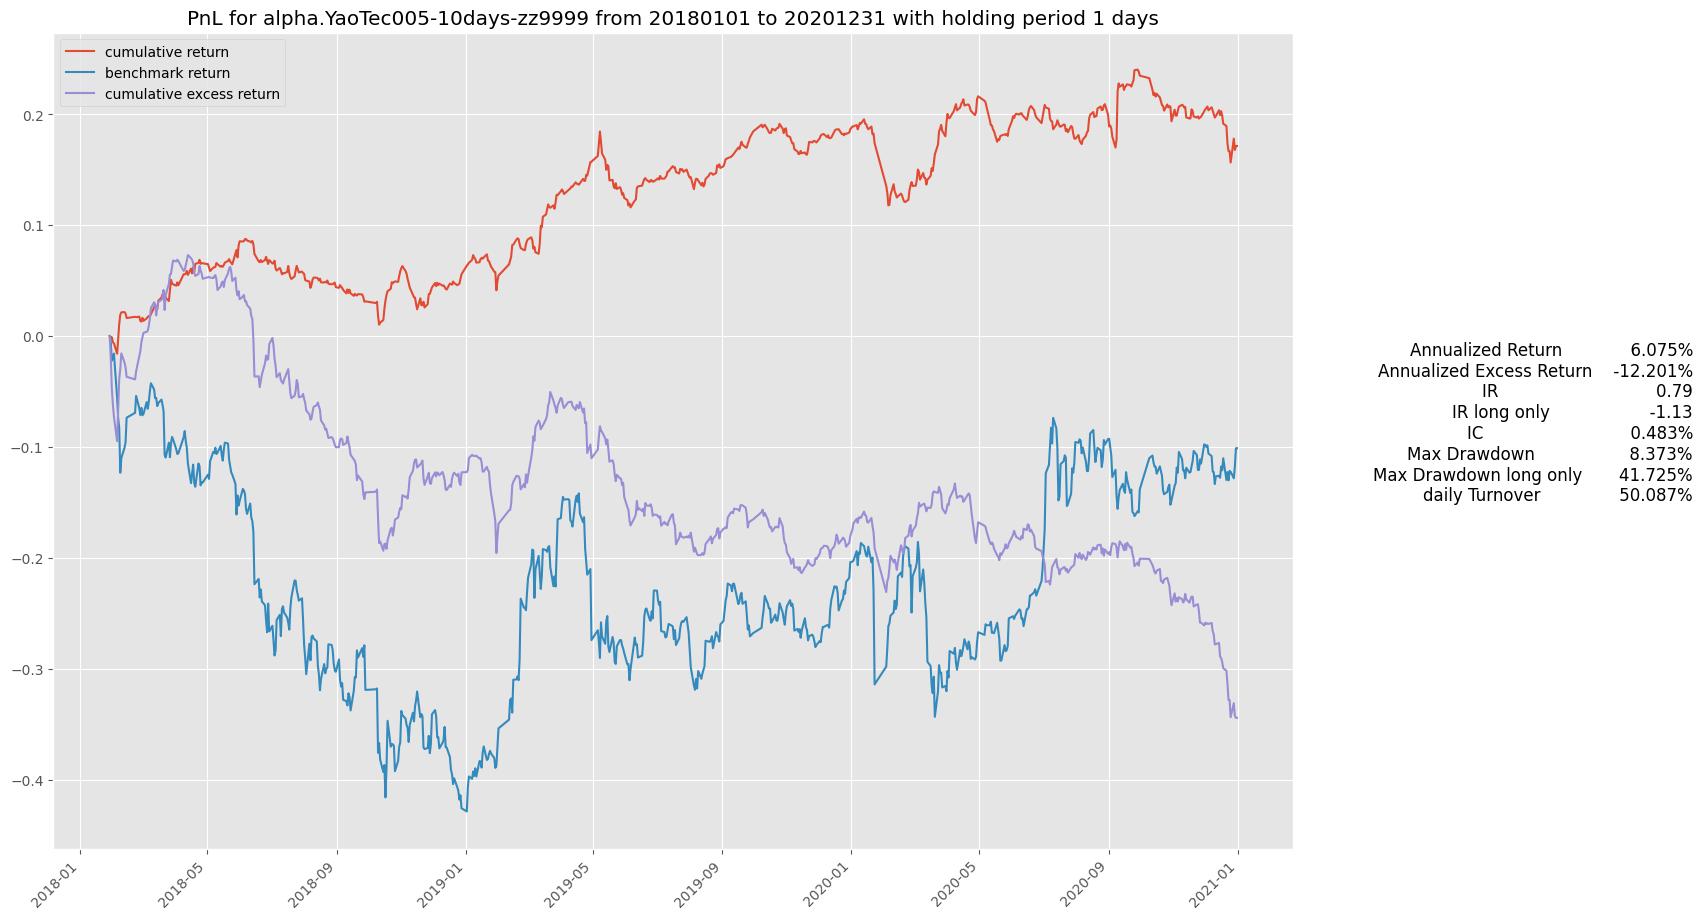 PnL for alpha.YaoTec005-10days-zz9999 from 20180101 to 20201231 with holding period 1 days
cumulative return
benchmark return
cumulative excess return
0.2
0.1
0.0
−0.1
−0.2
−0.3
−0.4
2018-01
2018-05
2018-09
2019-01
2019-05
2019-09
2020-01
2020-05
2020-09
2021-01
Annualized Return 6.075%
Annualized Excess Return -12.201%
IR 0.79
IR long only -1.13
IC 0.483%
Max Drawdown 8.373%
Max Drawdown long only 41.725%
daily Turnover 50.087%